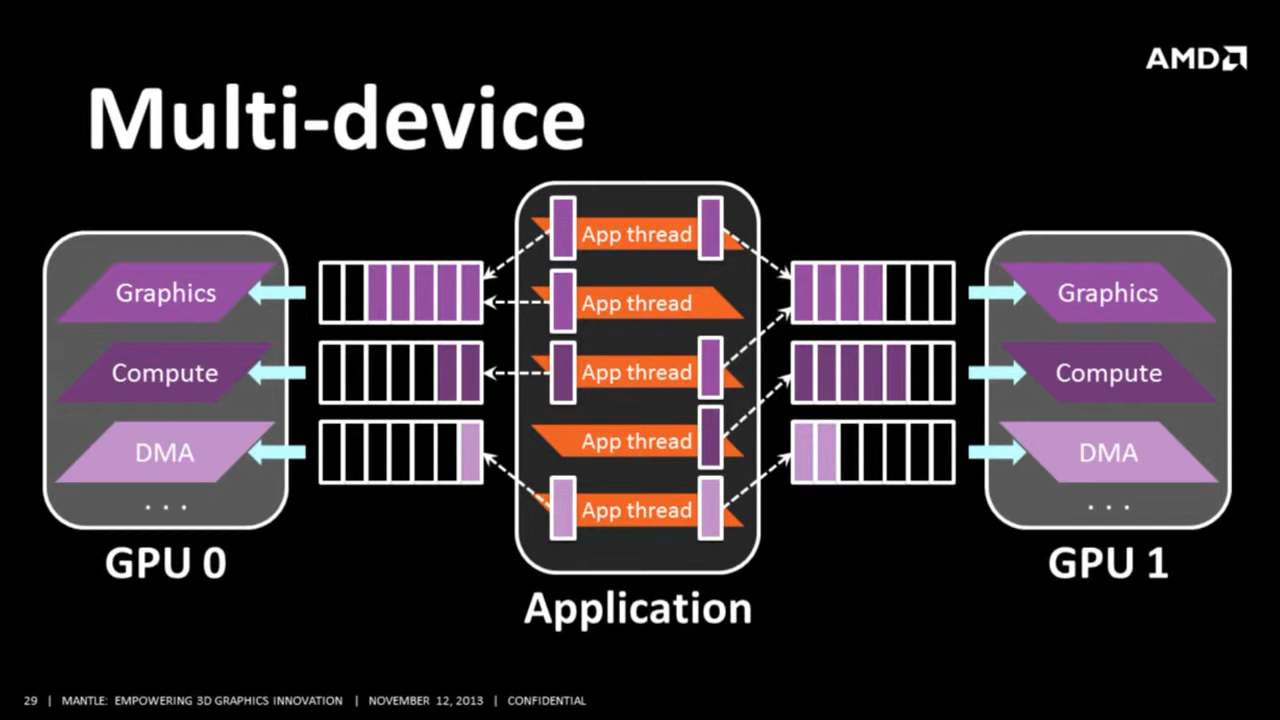 AMD
Multi-device
App thread
App thread
App thread
App thread
App thread
Graphics
Compute
DMA
...
GPU 0
Graphics
Compute
DMA
...
GPU 1
Application
29 | MANTLE: EMPOWERING 3D GRAPHICS INNOVATION | NOVEMBER 12, 2013 | CONFIDENTIAL